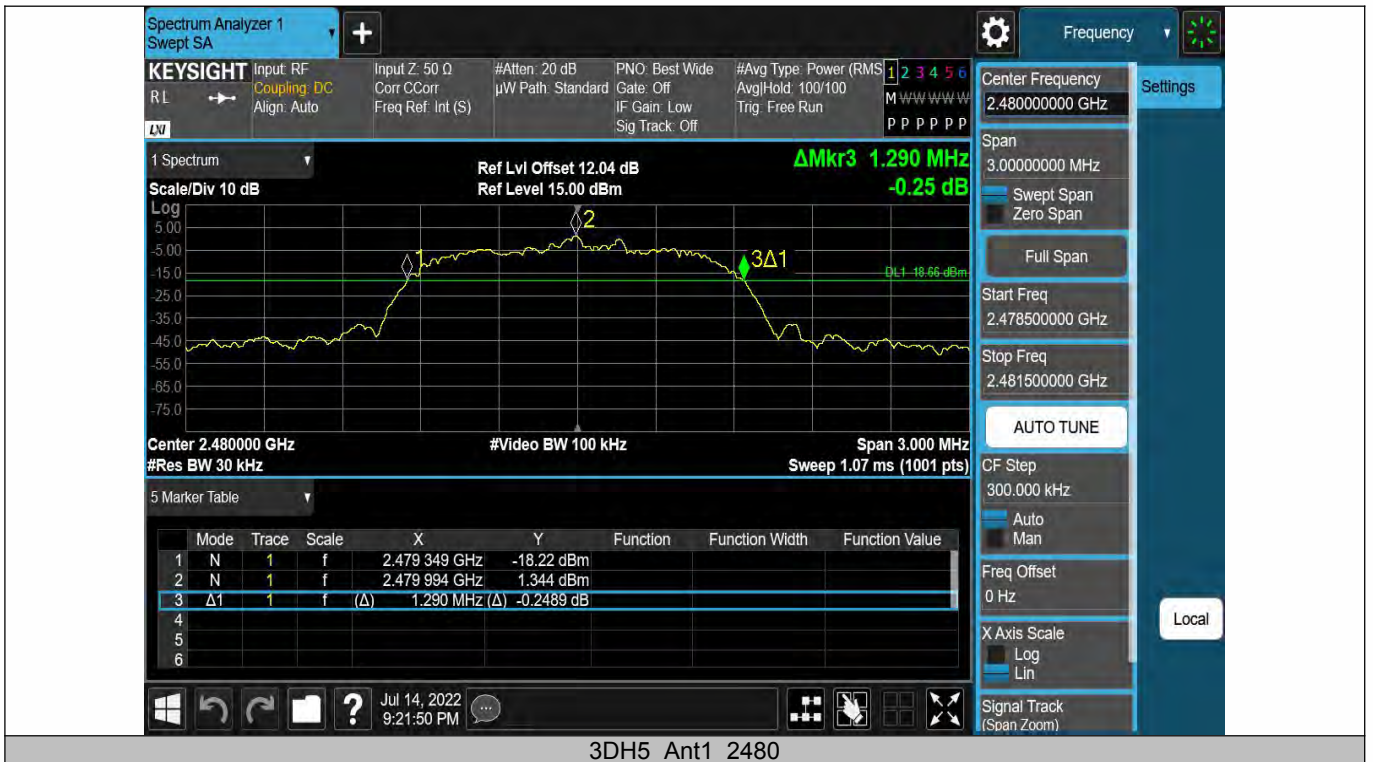 Spectrum Analyzer 1
Swept SA
+
Frequency
KEYSIGHT
RL
LXI
Input: RF
Coupling: DC
Align: Auto
Input Z: 50 Ω
Corr CCorr
Freq Ref: Int (S)
#Atten: 20 dB
µW Path: Standard
PNO: Best Wide
Gate: Off
IF Gain: Low
Sig Track: Off
#Avg Type: Power (RMS
Avg|Hold: 100/100
Trig: Free Run
1 2 3 4 5 6
M W W W W W
P P P P P P
1 Spectrum
Scale/Div 10 dB
Ref Lvl Offset 12.04 dB
Ref Level 15.00 dBm
ΔMkr3 1.290 MHz
-0.25 dB
Log
5.00
-5.00
-15.0
-25.0
-35.0
-45.0
-55.0
-65.0
-75.0
1
2
3Δ1
DL1 -18.66 dBm
Center 2.480000 GHz
#Res BW 30 kHz
#Video BW 100 kHz
Span 3.000 MHz
Sweep 1.07 ms (1001 pts)
5 Marker Table
Mode Trace Scale X Y Function Function Width Function Value
1 N 1 f 2.479 349 GHz -18.22 dBm
2 N 1 f 2.479 994 GHz 1.344 dBm
3 Δ1 1 f (Δ) 1.290 MHz (Δ) -0.2489 dB
4
5
6
?
Jul 14, 2022
9:21:50 PM
Center Frequency
2.480000000 GHz
Span
3.00000000 MHz
Swept Span
Zero Span
Full Span
Start Freq
2.478500000 GHz
Stop Freq
2.481500000 GHz
AUTO TUNE
CF Step
300.000 kHz
Auto
Man
Freq Offset
0 Hz
X Axis Scale
Log
Lin
Signal Track
(Span Zoom)
Settings
Local
3DH5_Ant1_2480